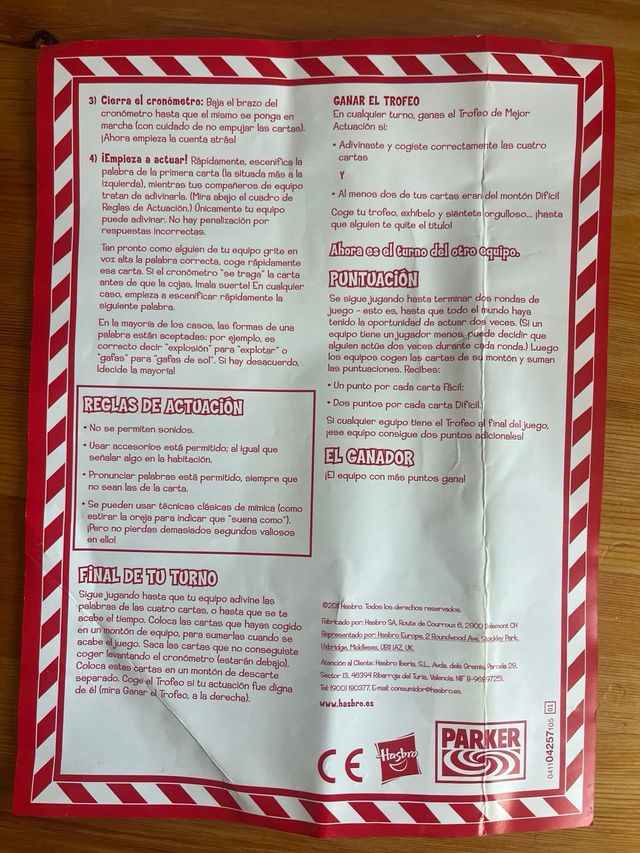 3) Cierra el cronómetro: Baja el brazo del
cronómetro hasta que el mismo se ponga en
marcha (con cuidado de no empujar las cartas).
¡Ahora empieza la cuenta atrás!
4) ¡Empieza a actuar! Rápidamente, escenifica la
palabra de la primera carta (la situada más a la
izquierda), mientras tus compañeros de equipo
tratan de adivinarla. (Mira abajo el cuadro de
Reglas de Actuación.) Únicamente tu equipo
puede adivinar. No hay penalización por
respuestas incorrectas.
Tan pronto como alguien de tu equipo grite en
voz alta la palabra correcta, coge rápidamente
esa carta. Si el cronómetro "se traga" la carta
antes de que la cojas, ¡mala suerte! En cualquier
caso, empieza a escenificar rápidamente la
siguiente palabra.
En la mayoría de los casos, las formas de una
palabra están aceptadas: por ejemplo, es
correcto decir "explosión" para "explotar" o
"gafas" para "gafas de sol". Si hay desacuerdo,
¡decide la mayoría!
REGLAS DE ACTUACIÓN
• No se permiten sonidos.
• Usar accesorios está permitido, al igual que
señalar algo en la habitación.
• Pronunciar palabras está permitido, siempre que
no sean las de la carta.
• Se pueden usar técnicas clásicas de mímica (como
estirar la oreja para indicar que "suena como").
¡Pero no pierdas demasiados segundos valiosos
en ello!
FINAL DE TU TURNO
Sigue jugando hasta que tu equipo adivine las
palabras de las cuatro cartas, o hasta que se te
acabe el tiempo. Coloca las cartas que hayas cogido
en un montón de equipo, para sumarlas cuando se
acabe el juego. Saca las cartas que no conseguiste
coger levantando el cronómetro (estarán debajo).
Coloca estas cartas en un montón de descarte
separado. Coge el Trofeo si tu actuación fue digna
de él (mira Ganar el Trofeo, a la derecha).
GANAR EL TROFEO
En cualquier turno, ganas el Trofeo de Mejor
Actuación si:
• Adivinaste y cogiste correctamente las cuatro
cartas
Y
• Al menos dos de tus cartas eran del montón Difícil
Coge tu trofeo, exhíbelo y siéntete orgulloso... ¡hasta
que alguien te quite el título!
Ahora es el turno del otro equipo.
PUNTUACIÓN
Se sigue jugando hasta terminar dos rondas de
juego - esto es, hasta que todo el mundo haya
tenido la oportunidad de actuar dos veces. (Si un
equipo tiene un jugador menos, puede decidir que
alguien actúe dos veces durante cada ronda.) Luego
los equipos cogen las cartas de su montón y suman
las puntuaciones. Recibes:
• Un punto por cada carta Fácil;
• Dos puntos por cada carta Difícil.
Si cualquier equipo tiene el Trofeo al final del juego,
¡ese equipo consigue dos puntos adicionales!
EL GANADOR
¡El equipo con más puntos gana!
©2011 Hasbro. Todos los derechos reservados.
Fabricado por: Hasbro SA, Route de Courroux 6, 2800 Delemont CH
Representado por: Hasbro Europe, 2 Roundwood Ave, Stockley Park,
Uxbridge, Middlesex, UB11 1AZ, UK.
Atención al Cliente: Hasbro Iberia, S.L., Avda. dels Gremis, Parcela 28,
Sector 13, 46394 Ribarroja del Turia. Valencia. NIF B-96897251.
Tel: (900) 180377. E-mail: consumidor@hasbro.es.
www.hasbro.es
CE
Hasbro
PARKER
041104257105 01